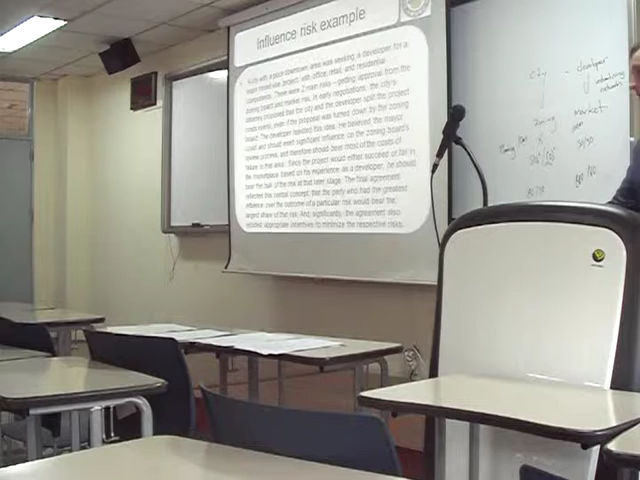 Influence risk example
A city with a poor downtown area was seeking a developer for a
major mixed-use project with office, retail, and residential
components. There were 2 main risks – getting approval from the
zoning board and market risk. In early negotiations, the city's
attorney proposed that the city and the developer split the project
costs evenly, even if the proposal was turned down by the zoning
board. The developer resisted this idea. He believed the mayor
could and should exert significant influence on the zoning board's
review process, and therefore should bear most of the costs of
failure in this area. Since the project would either succeed or fail in
the marketplace based on his experience as a developer, he should
bear the bulk of the risk at that later stage. The final agreement
reflected this central concept, that the party who had the greatest
influence over the outcome of a particular risk would bear the
largest share of that risk. And, significantly, the agreement also
created appropriate incentives to minimize the respective risks.
city - developer
zoning
market
50/50